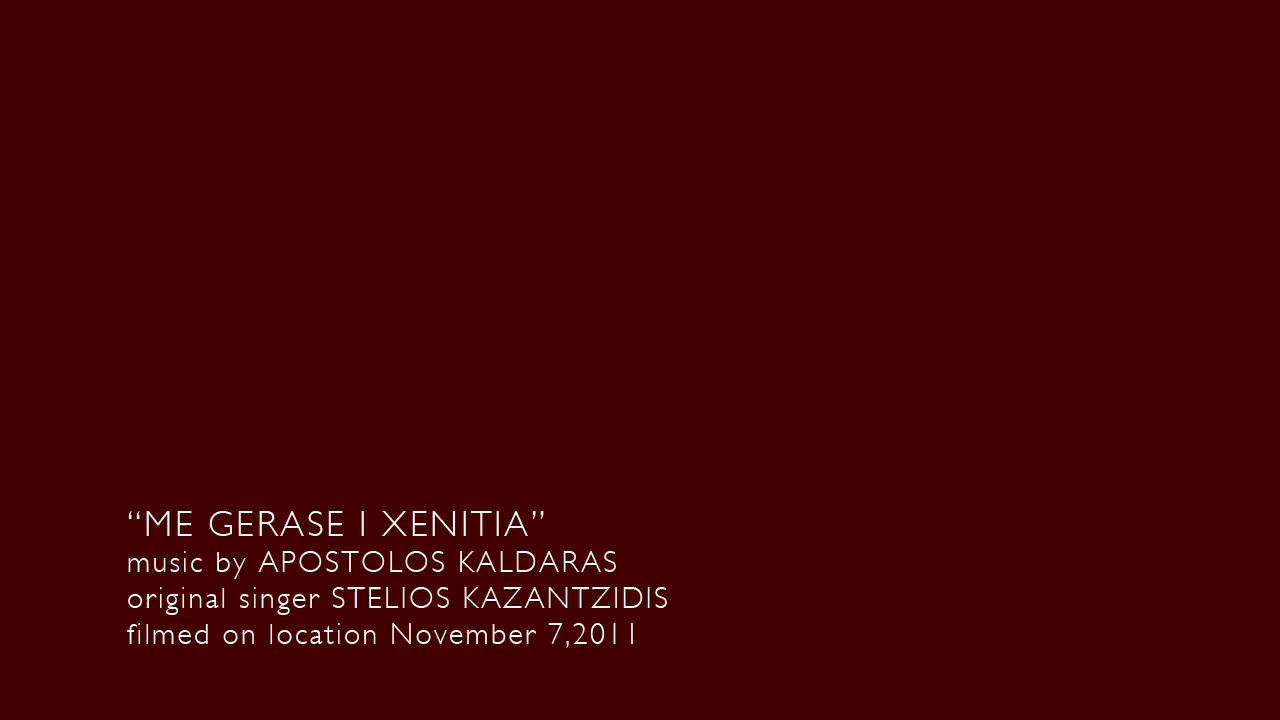 “ME GERASE I XENITIA”
music by APOSTOLOS KALDARAS
original singer STELIOS KAZANTZIDIS
filmed on location November 7,2011